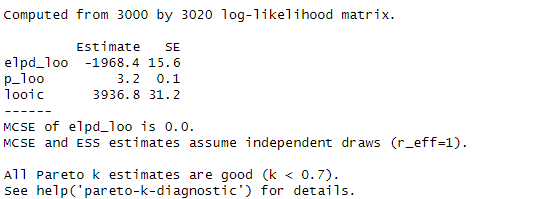 Computed from 3000 by 3020 log-likelihood matrix.
Estimate SE
elpd_loo -1968.4 15.6
p_loo 3.2 0.1
looic 3936.8 31.2
------
MCSE of elpd_loo is 0.0.
MCSE and ESS estimates assume independent draws (r_eff=1).
All Pareto k estimates are good (k < 0.7).
See help('pareto-k-diagnostic') for details.